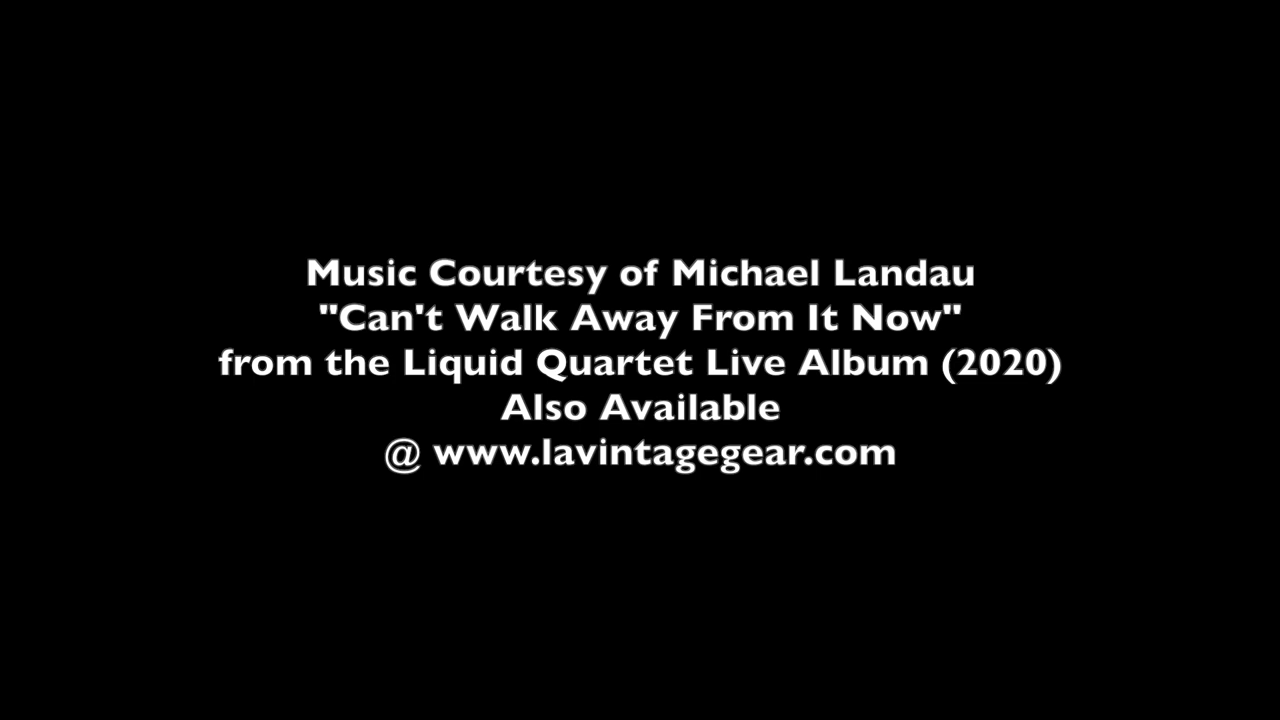 Music Courtesy of Michael Landau
"Can't Walk Away From It Now"
from the Liquid Quartet Live Album (2020)
Also Available
@ www.lavintagegear.com